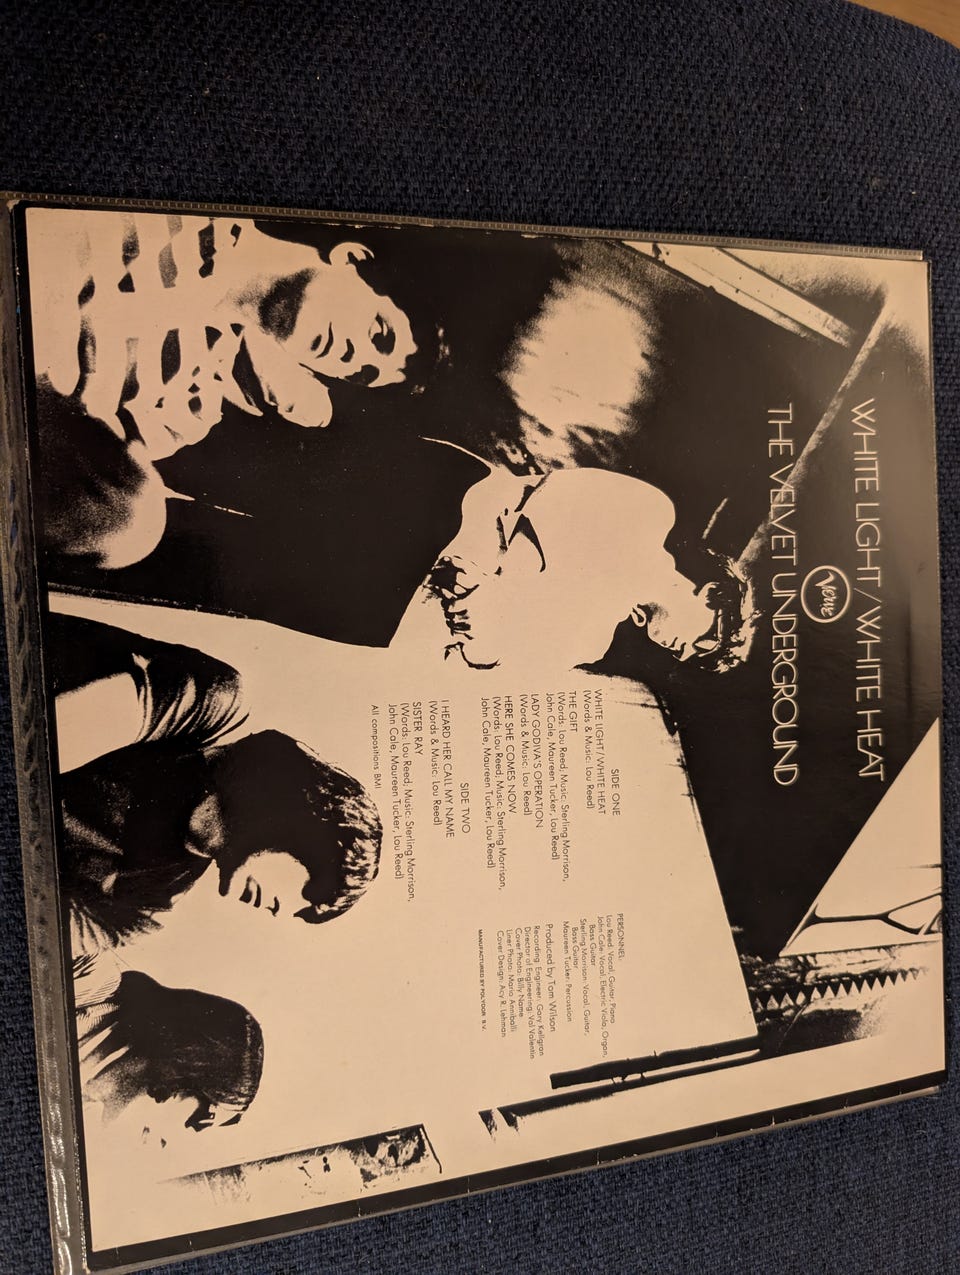 WHITE LIGHT/WHITE HEAT
Verve
THE VELVET UNDERGROUND
SIDE ONE
WHITE LIGHT/WHITE HEAT
(Words & Music: Lou Reed)
THE GIFT
(Words: Lou Reed; Music: Sterling Morrison,
John Cale, Maureen Tucker, Lou Reed)
LADY GODIVA'S OPERATION
(Words & Music: Lou Reed)
HERE SHE COMES NOW
(Words: Lou Reed; Music: Sterling Morrison,
John Cale, Maureen Tucker, Lou Reed)
SIDE TWO
I HEARD HER CALL MY NAME
(Words & Music: Lou Reed)
SISTER RAY
(Words: Lou Reed; Music: Sterling Morrison,
John Cale, Maureen Tucker, Lou Reed)
All compositions BMI
PERSONNEL:
Lou Reed: Vocal, Guitar, Piano
John Cale: Vocal, Electric Viola, Organ,
Bass Guitar
Sterling Morrison: Vocal, Guitar,
Bass Guitar
Maureen Tucker: Percussion
Produced by Tom Wilson
Recording Engineer: Gary Kellgran
Director of Engineering: Val Valentin
Cover Photo: Billy Name
Liner Photo: Mario Anniballi
Cover Design: Acy R. Lehman
MANUFACTURED BY POLYDOR B.V.